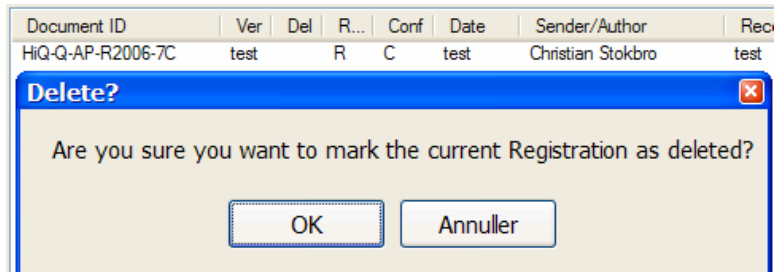 Document ID Ver Del R... Conf Date Sender/Author Rece
HiQ-Q-AP-R2006-7C test R C test Christian Stokbro test
Delete?
Are you sure you want to mark the current Registration as deleted?
OK Annuller